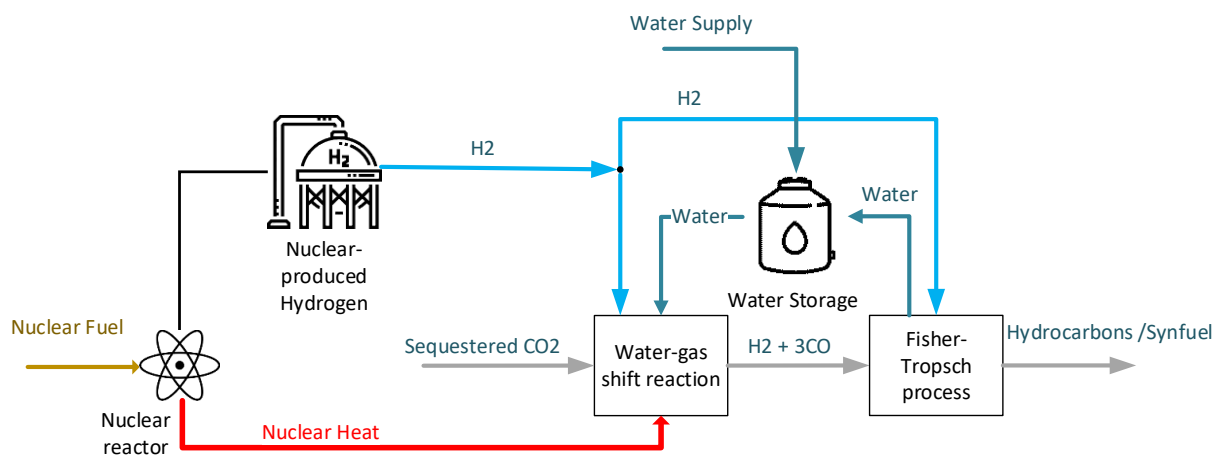 Water Supply
H2
H2
H2
Water
Water
Nuclear-
produced
Hydrogen
Water Storage
Nuclear Fuel
Sequestered CO2
Water-gas
shift reaction
H2 + 3CO
Fisher-
Tropsch
process
Hydrocarbons /Synfuel
Nuclear
reactor
Nuclear Heat